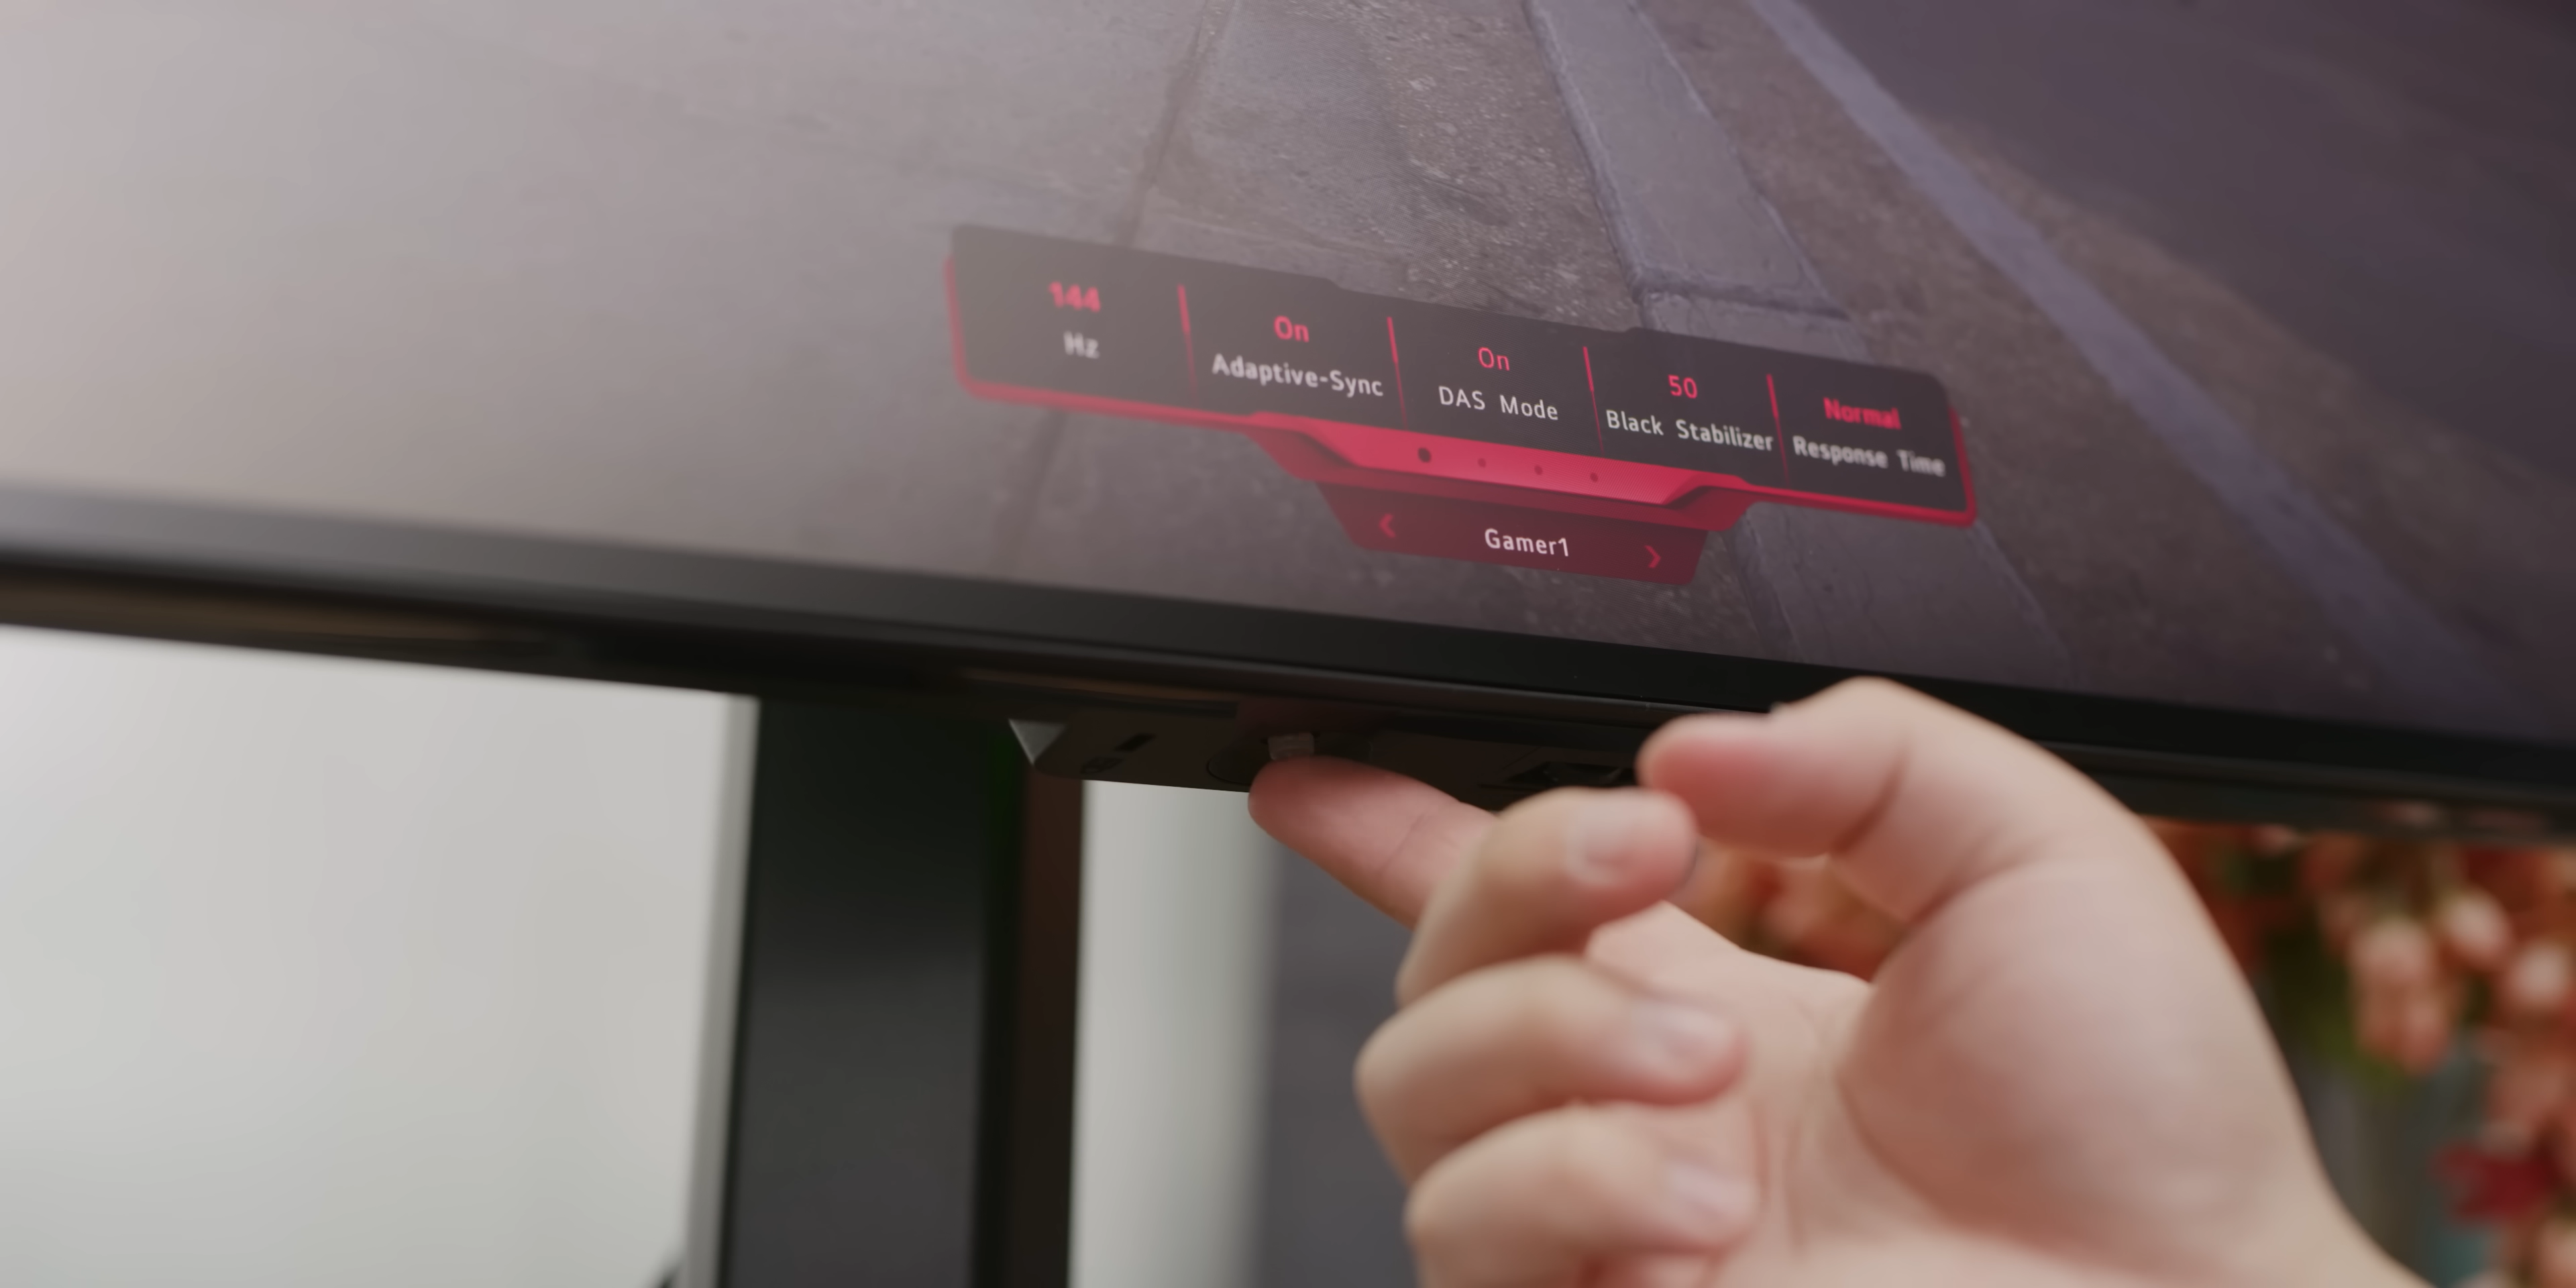 144
Hz
On
Adaptive-Sync
On
DAS Mode
50
Black Stabilizer
Normal
Response Time
Gamer1